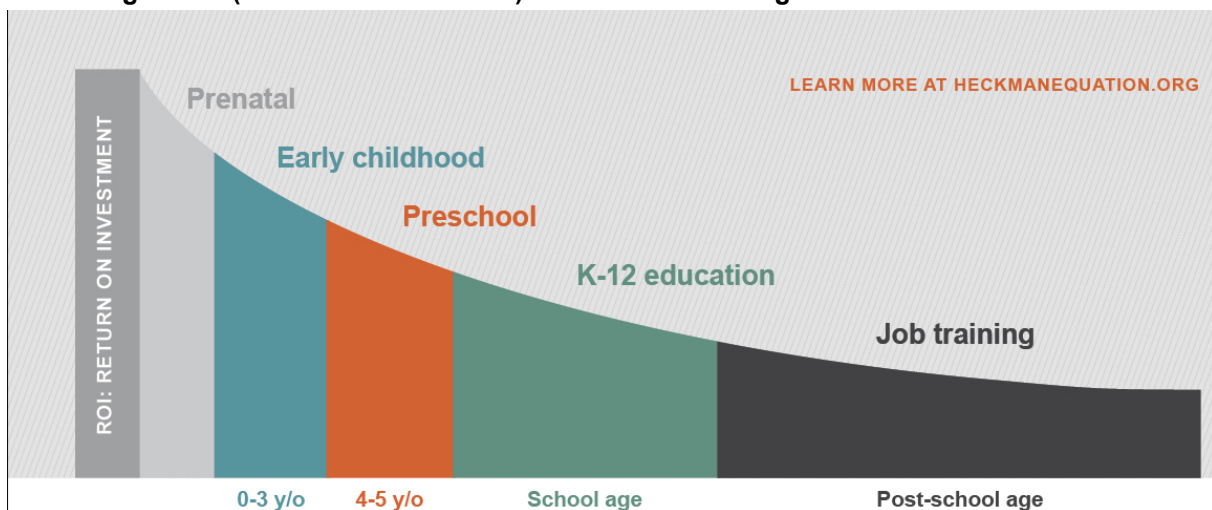 LEARN MORE AT HECKMANEQUATION.ORG
Prenatal
Early childhood
Preschool
K-12 education
Job training
ROI: RETURN ON INVESTMENT
0-3 y/o 4-5 y/o School age Post-school age